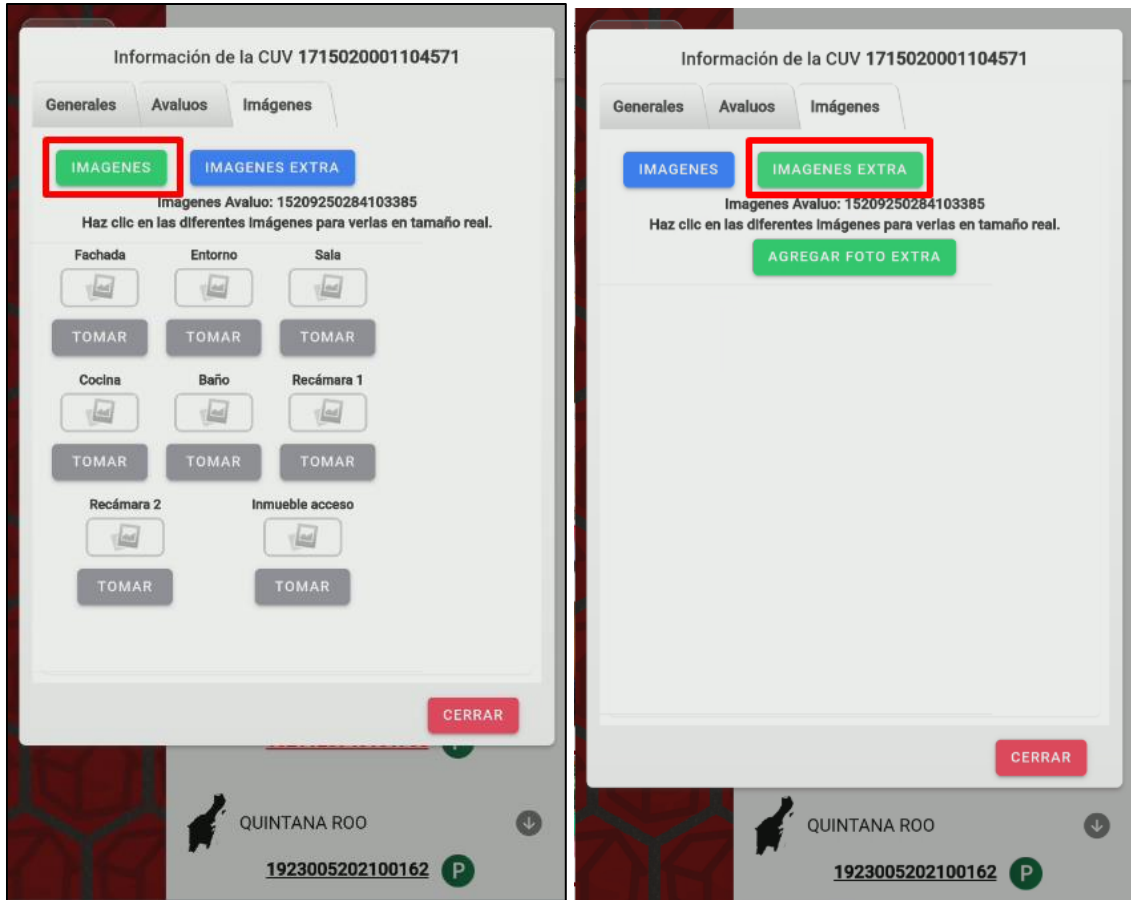 Información de la CUV 1715020001104571
Generales Avaluos Imágenes
IMAGENES IMAGENES EXTRA
Imagenes Avaluo: 15209250284103385
Haz clic en las diferentes imágenes para verlas en tamaño real.
Fachada Entorno Sala
TOMAR TOMAR TOMAR
Cocina Baño Recámara 1
TOMAR TOMAR TOMAR
Recámara 2 Inmueble acceso
TOMAR TOMAR
CERRAR
P
QUINTANA ROO
1923005202100162 P
Información de la CUV 1715020001104571
Generales Avaluos Imágenes
IMAGENES IMAGENES EXTRA
Imagenes Avaluo: 15209250284103385
Haz clic en las diferentes imágenes para verlas en tamaño real.
AGREGAR FOTO EXTRA
CERRAR
QUINTANA ROO
1923005202100162 P